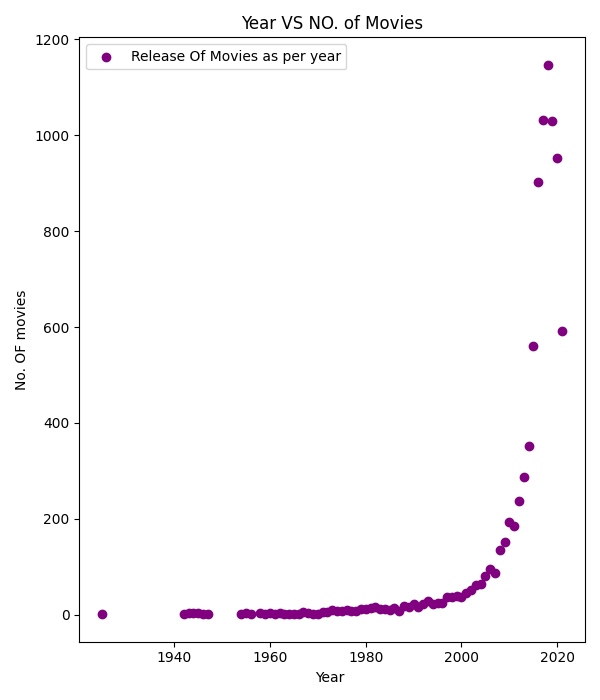 Year VS NO. of Movies
Release Of Movies as per year
1200
1000
800
600
400
200
0
No. OF movies
1940 1960 1980 2000 2020
Year